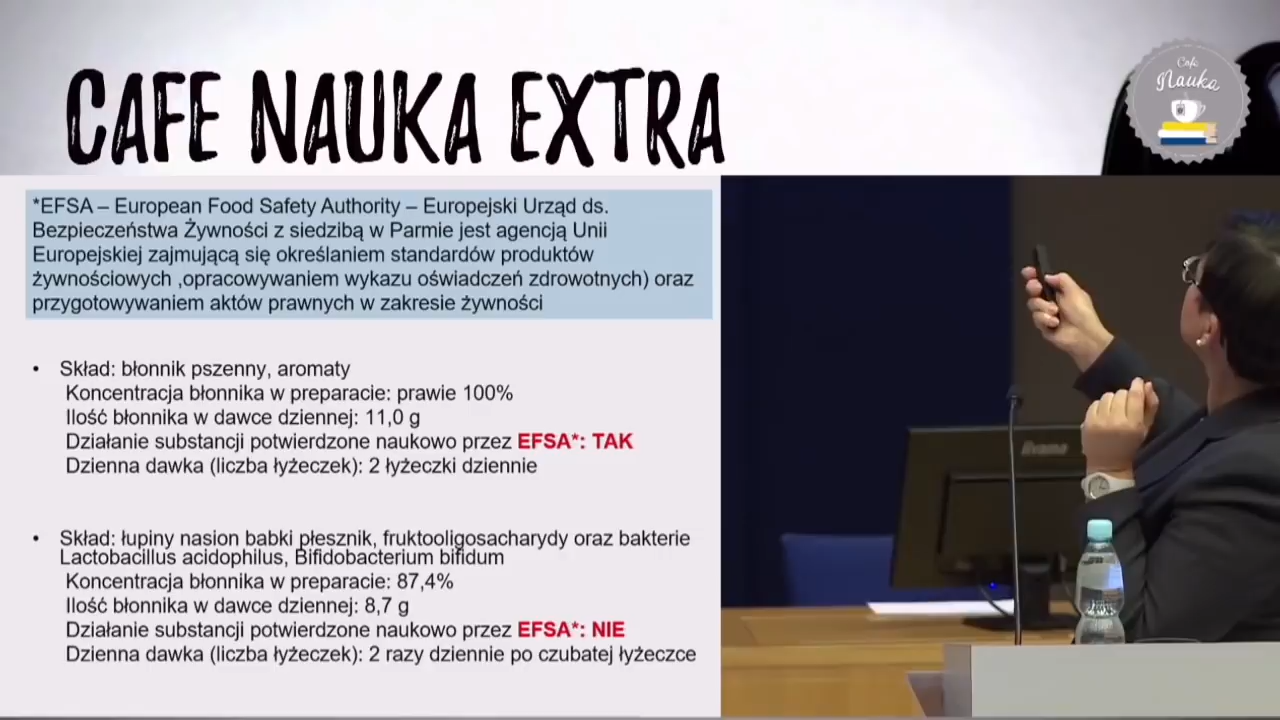 CAFE NAUKA EXTRA
Cafe
Nauka
*EFSA – European Food Safety Authority – Europejski Urząd ds.
Bezpieczeństwa Żywności z siedzibą w Parmie jest agencją Unii
Europejskiej zajmującą się określaniem standardów produktów
żywnościowych ,opracowywaniem wykazu oświadczeń zdrowotnych) oraz
przygotowywaniem aktów prawnych w zakresie żywności
• Skład: błonnik pszenny, aromaty
Koncentracja błonnika w preparacie: prawie 100%
Ilość błonnika w dawce dziennej: 11,0 g
Działanie substancji potwierdzone naukowo przez EFSA*: TAK
Dzienna dawka (liczba łyżeczek): 2 łyżeczki dziennie
• Skład: łupiny nasion babki płesznik, fruktooligosacharydy oraz bakterie
Lactobacillus acidophilus, Bifidobacterium bifidum
Koncentracja błonnika w preparacie: 87,4%
Ilość błonnika w dawce dziennej: 8,7 g
Działanie substancji potwierdzone naukowo przez EFSA*: NIE
Dzienna dawka (liczba łyżeczek): 2 razy dziennie po czubatej łyżeczce
iiyama